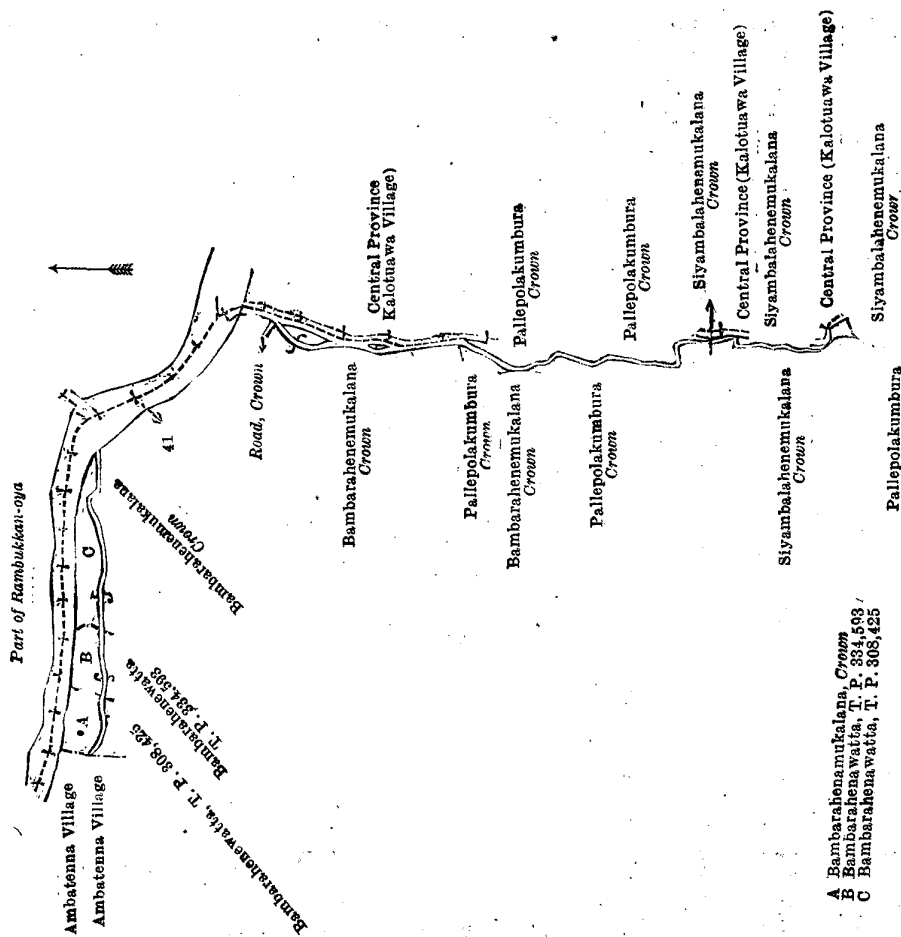 Part of Rambukkan-oya
Ambatenna Village
Ambatenna Village
A
B
C
41
Bambarahenemukalana
Crown
Bambarahenewatta
T. P. 334,593
Bambarahenewatta, T. P. 308,425
Road, Crown
Central Province
Kalotuawa Village)
Bambarahenemukalana
Crown
Pallepolakumbura
Crown
Pallepolakumbura
Crown
Bambarahenemukalana
Crown
Pallepolakumbura
Crown
Pallepolakumbura
Crown
Siyambalahenemukalana
Crown
Central Province (Kalotuawa Village)
Siyambalahenemukalana
Crown
Central Province (Kalotuawa Village)
Siyambalahenemukalana
Crown
Siyambalahenemukalana
Crown
Pallepolakumbura
A Bambarahenamukalana, Crown
B Bambarahenawatta, T. P. 334,593
C Bambarahenawatta, T. P. 308,425